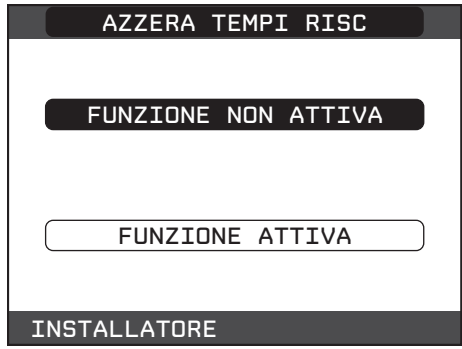 AZZERA TEMPI RISC
FUNZIONE NON ATTIVA
FUNZIONE ATTIVA
INSTALLATORE